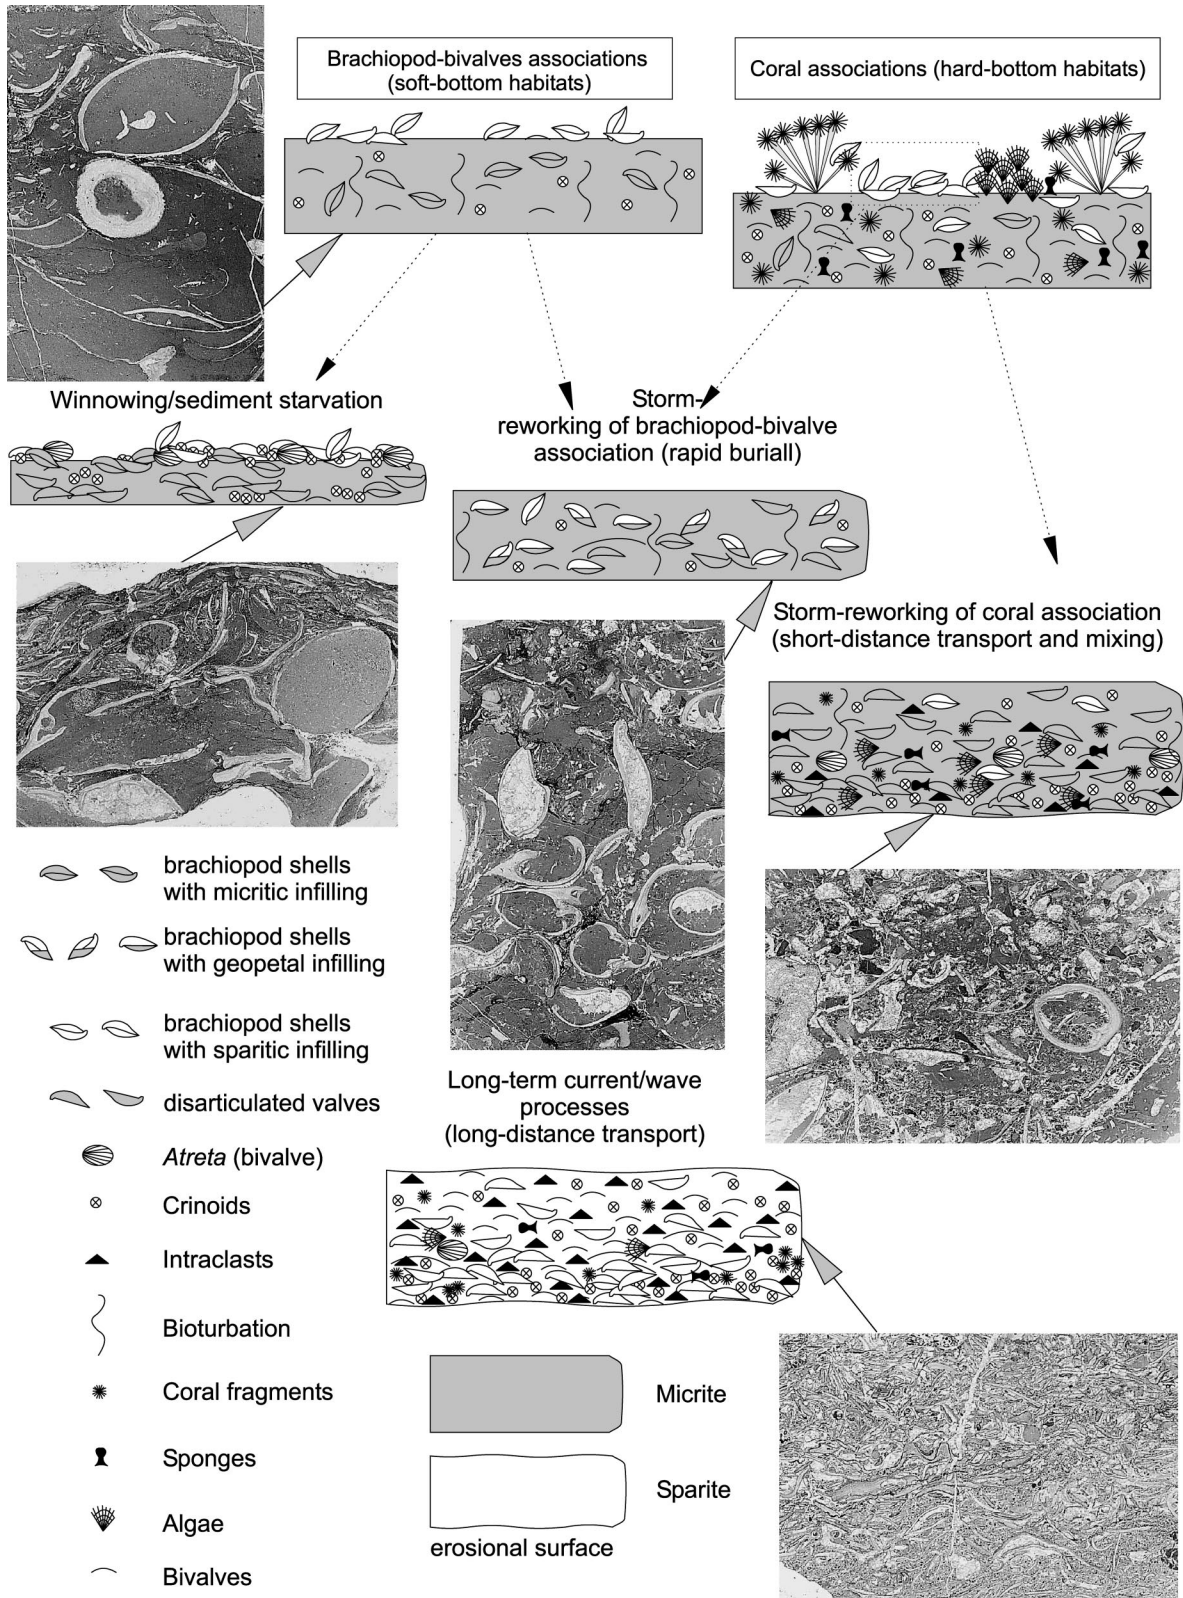 Brachiopod-bivalves associations
(soft-bottom habitats)
Coral associations (hard-bottom habitats)
Winnowing/sediment starvation
Storm-
reworking of brachiopod-bivalve
association (rapid buriall)
Storm-reworking of coral association
(short-distance transport and mixing)
brachiopod shells
with micritic infilling
brachiopod shells
with geopetal infilling
brachiopod shells
with sparitic infilling
disarticulated valves
Atreta (bivalve)
Crinoids
Intraclasts
Bioturbation
Coral fragments
Sponges
Algae
Bivalves
Long-term current/wave
processes
(long-distance transport)
Micrite
Sparite
erosional surface